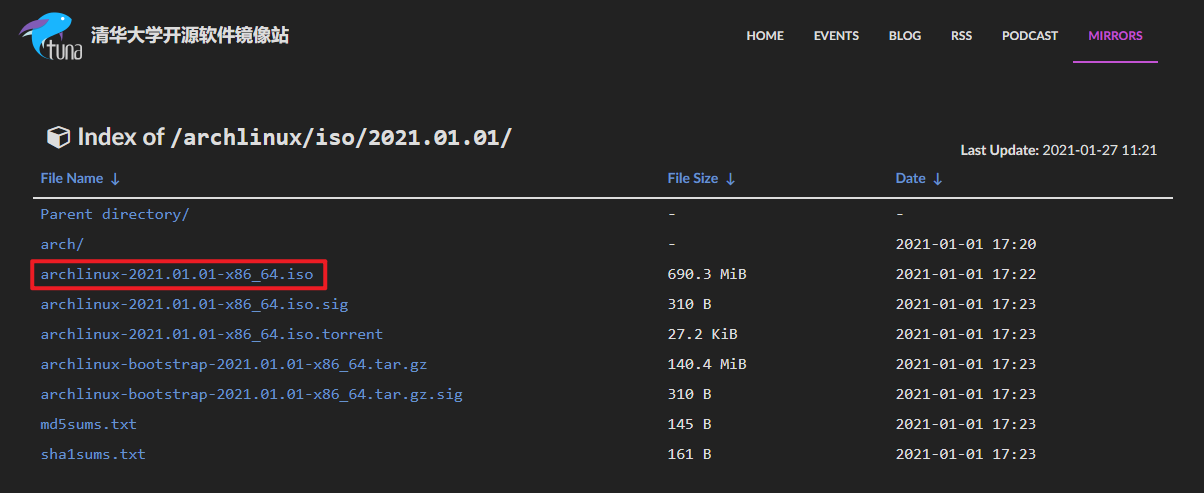 tuna 清华大学开源软件镜像站 HOME EVENTS BLOG RSS PODCAST MIRRORS
Index of /archlinux/iso/2021.01.01/
Last Update: 2021-01-27 11:21
File Name ↓ File Size ↓ Date ↓
Parent directory/ - -
arch/ - 2021-01-01 17:20
archlinux-2021.01.01-x86_64.iso 690.3 MiB 2021-01-01 17:22
archlinux-2021.01.01-x86_64.iso.sig 310 B 2021-01-01 17:23
archlinux-2021.01.01-x86_64.iso.torrent 27.2 KiB 2021-01-01 17:23
archlinux-bootstrap-2021.01.01-x86_64.tar.gz 140.4 MiB 2021-01-01 17:23
archlinux-bootstrap-2021.01.01-x86_64.tar.gz.sig 310 B 2021-01-01 17:23
md5sums.txt 145 B 2021-01-01 17:23
sha1sums.txt 161 B 2021-01-01 17:23